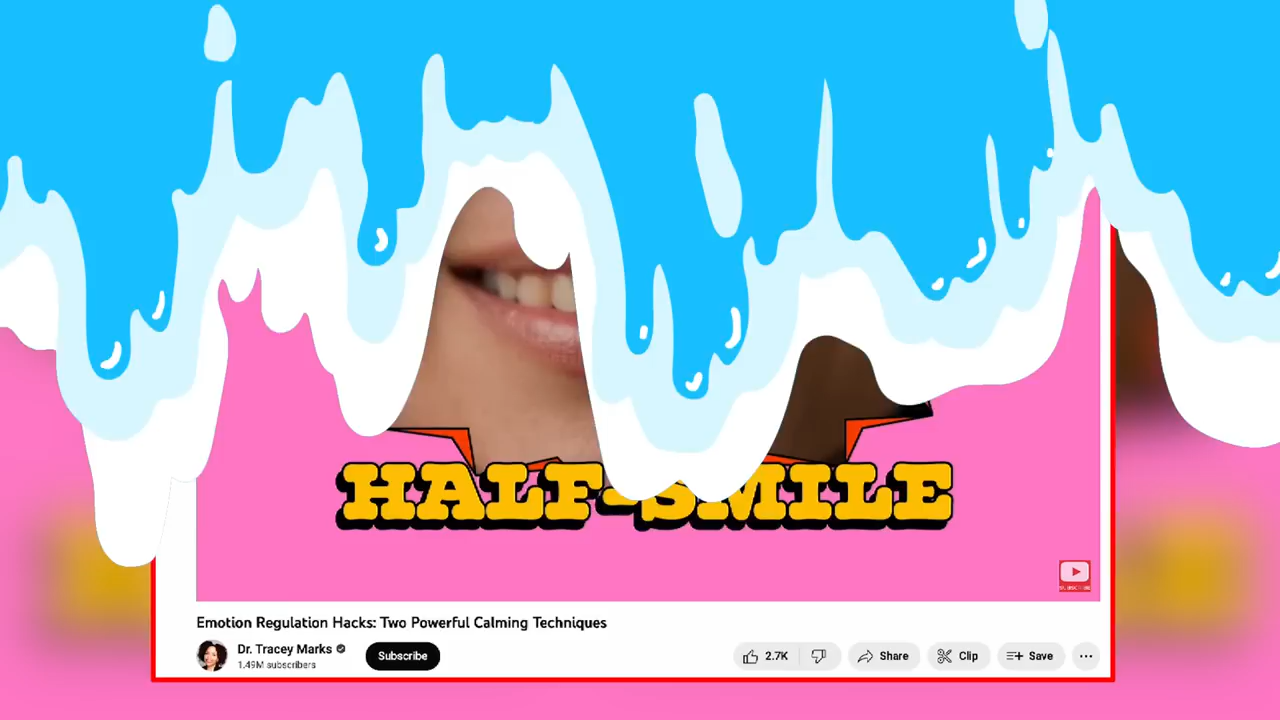 HALF-SMILE
Emotion Regulation Hacks: Two Powerful Calming Techniques
Dr. Tracey Marks
1.49M subscribers
Subscribe
2.7K
Share
Clip
Save